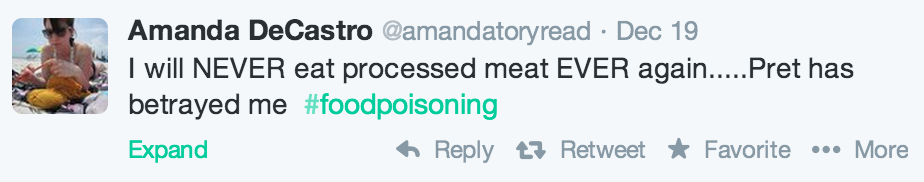 Amanda DeCastro @amandatoryread · Dec 19
I will NEVER eat processed meat EVER again.....Pret has
betrayed me #foodpoisoning
Expand Reply Retweet Favorite More